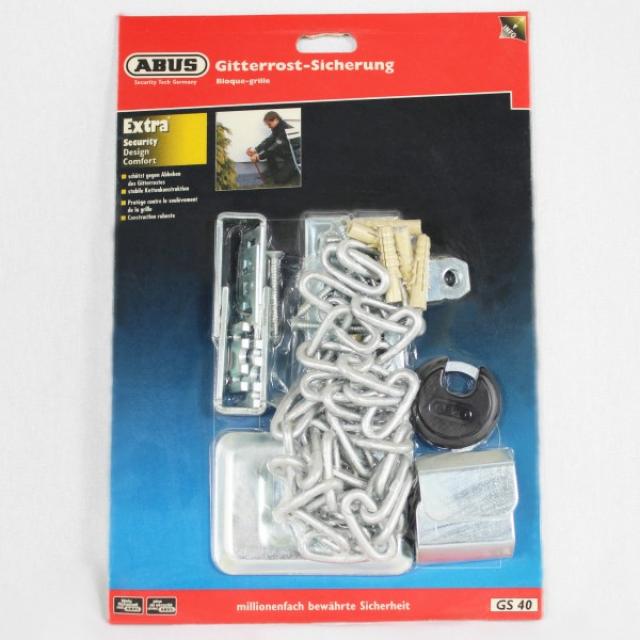 INFO
ABUS
Security Tech Germany
Gitterrost-Sicherung
Bloque-grille
Extra
Security
Design
Comfort
schützt gegen Abheben
des Gitterrostes
stabile Kettenkonstruktion
Protège contre le soulèvement
de la grille
Construction robuste
millionenfach bewährte Sicherheit
GS 40